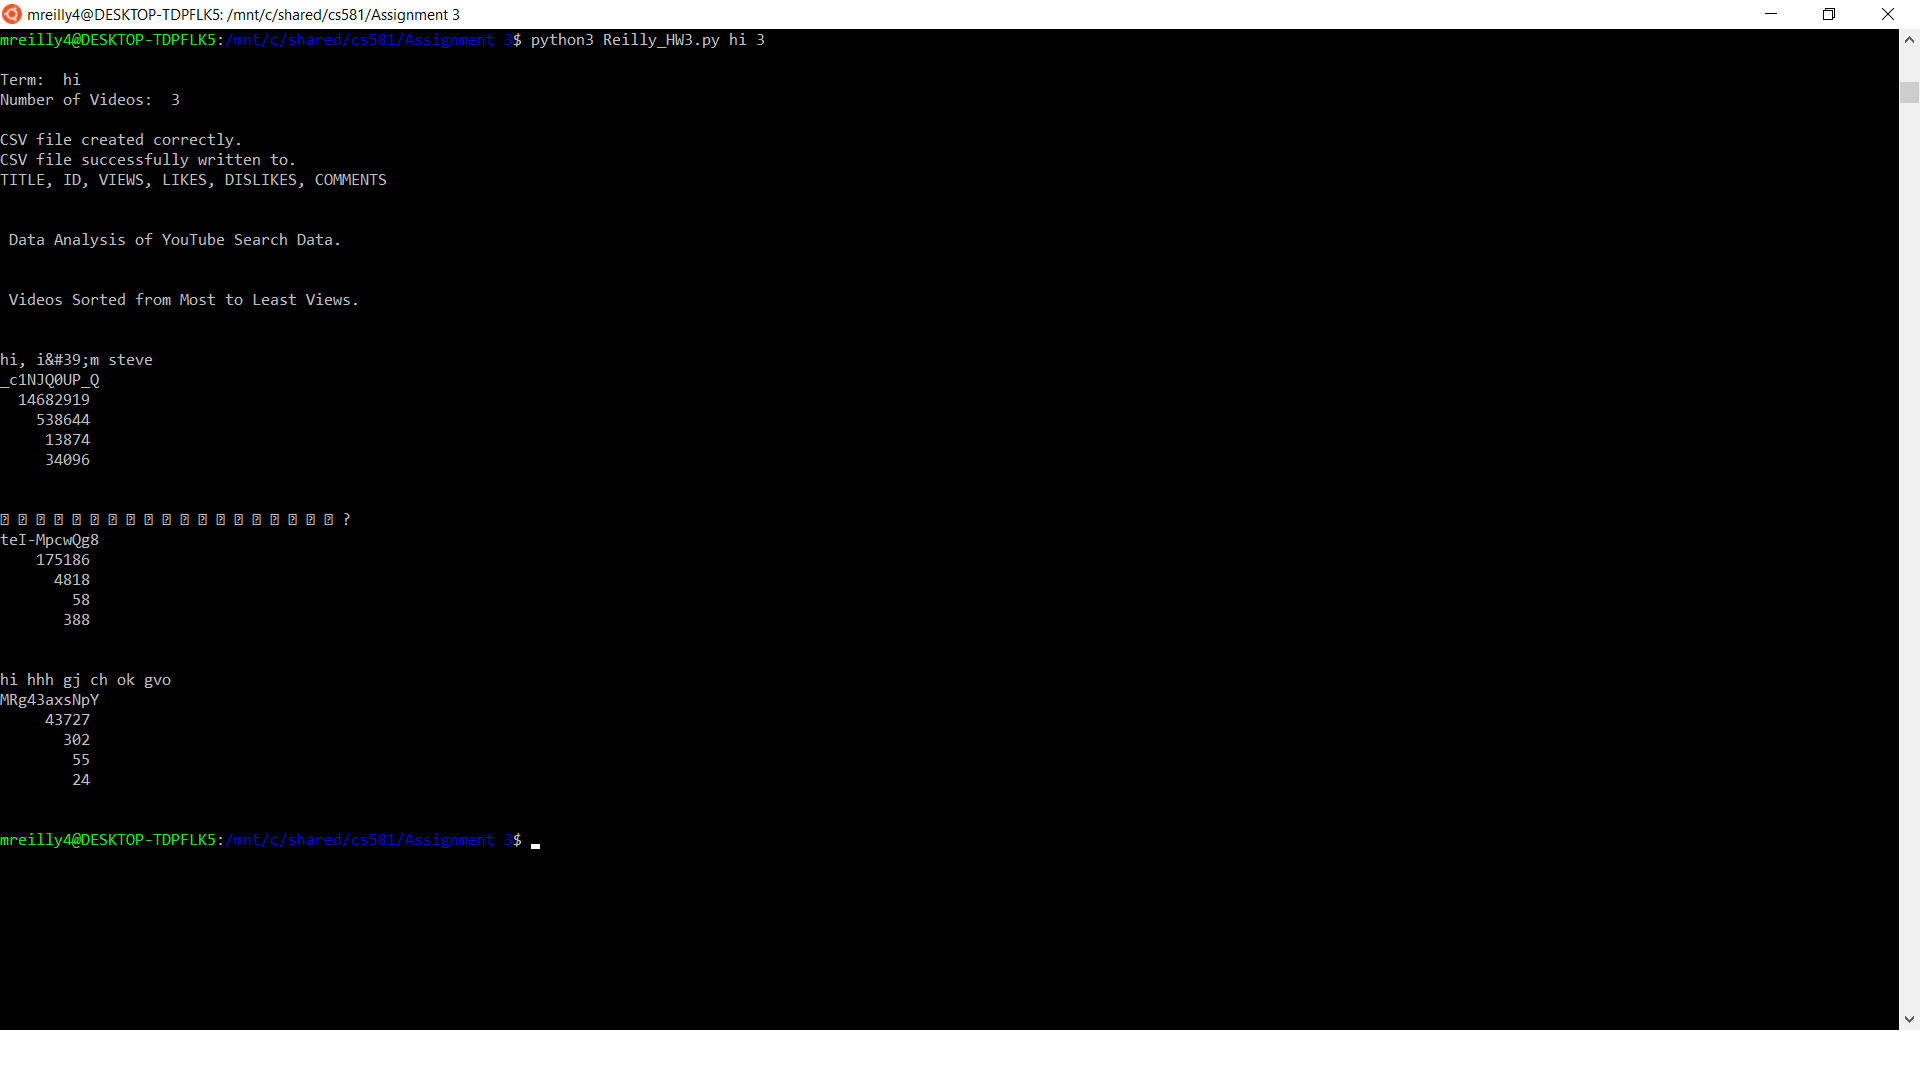 mreilly4@DESKTOP-TDPFLK5: /mnt/c/shared/cs581/Assignment 3
mreilly4@DESKTOP-TDPFLK5:/mnt/c/shared/cs581/Assignment 3$ python3 Reilly_HW3.py hi 3
Term:  hi
Number of Videos:  3
CSV file created correctly.
CSV file successfully written to.
TITLE, ID, VIEWS, LIKES, DISLIKES, COMMENTS
Data Analysis of YouTube Search Data.
Videos Sorted from Most to Least Views.
hi, i&#39;m steve
_c1NJQ0UP_Q
14682919
538644
13874
34096
?
teI-MpcwQg8
175186
4818
58
388
hi hhh gj ch ok gvo
MRg43axsNpY
43727
302
55
24
mreilly4@DESKTOP-TDPFLK5:/mnt/c/shared/cs581/Assignment 3$